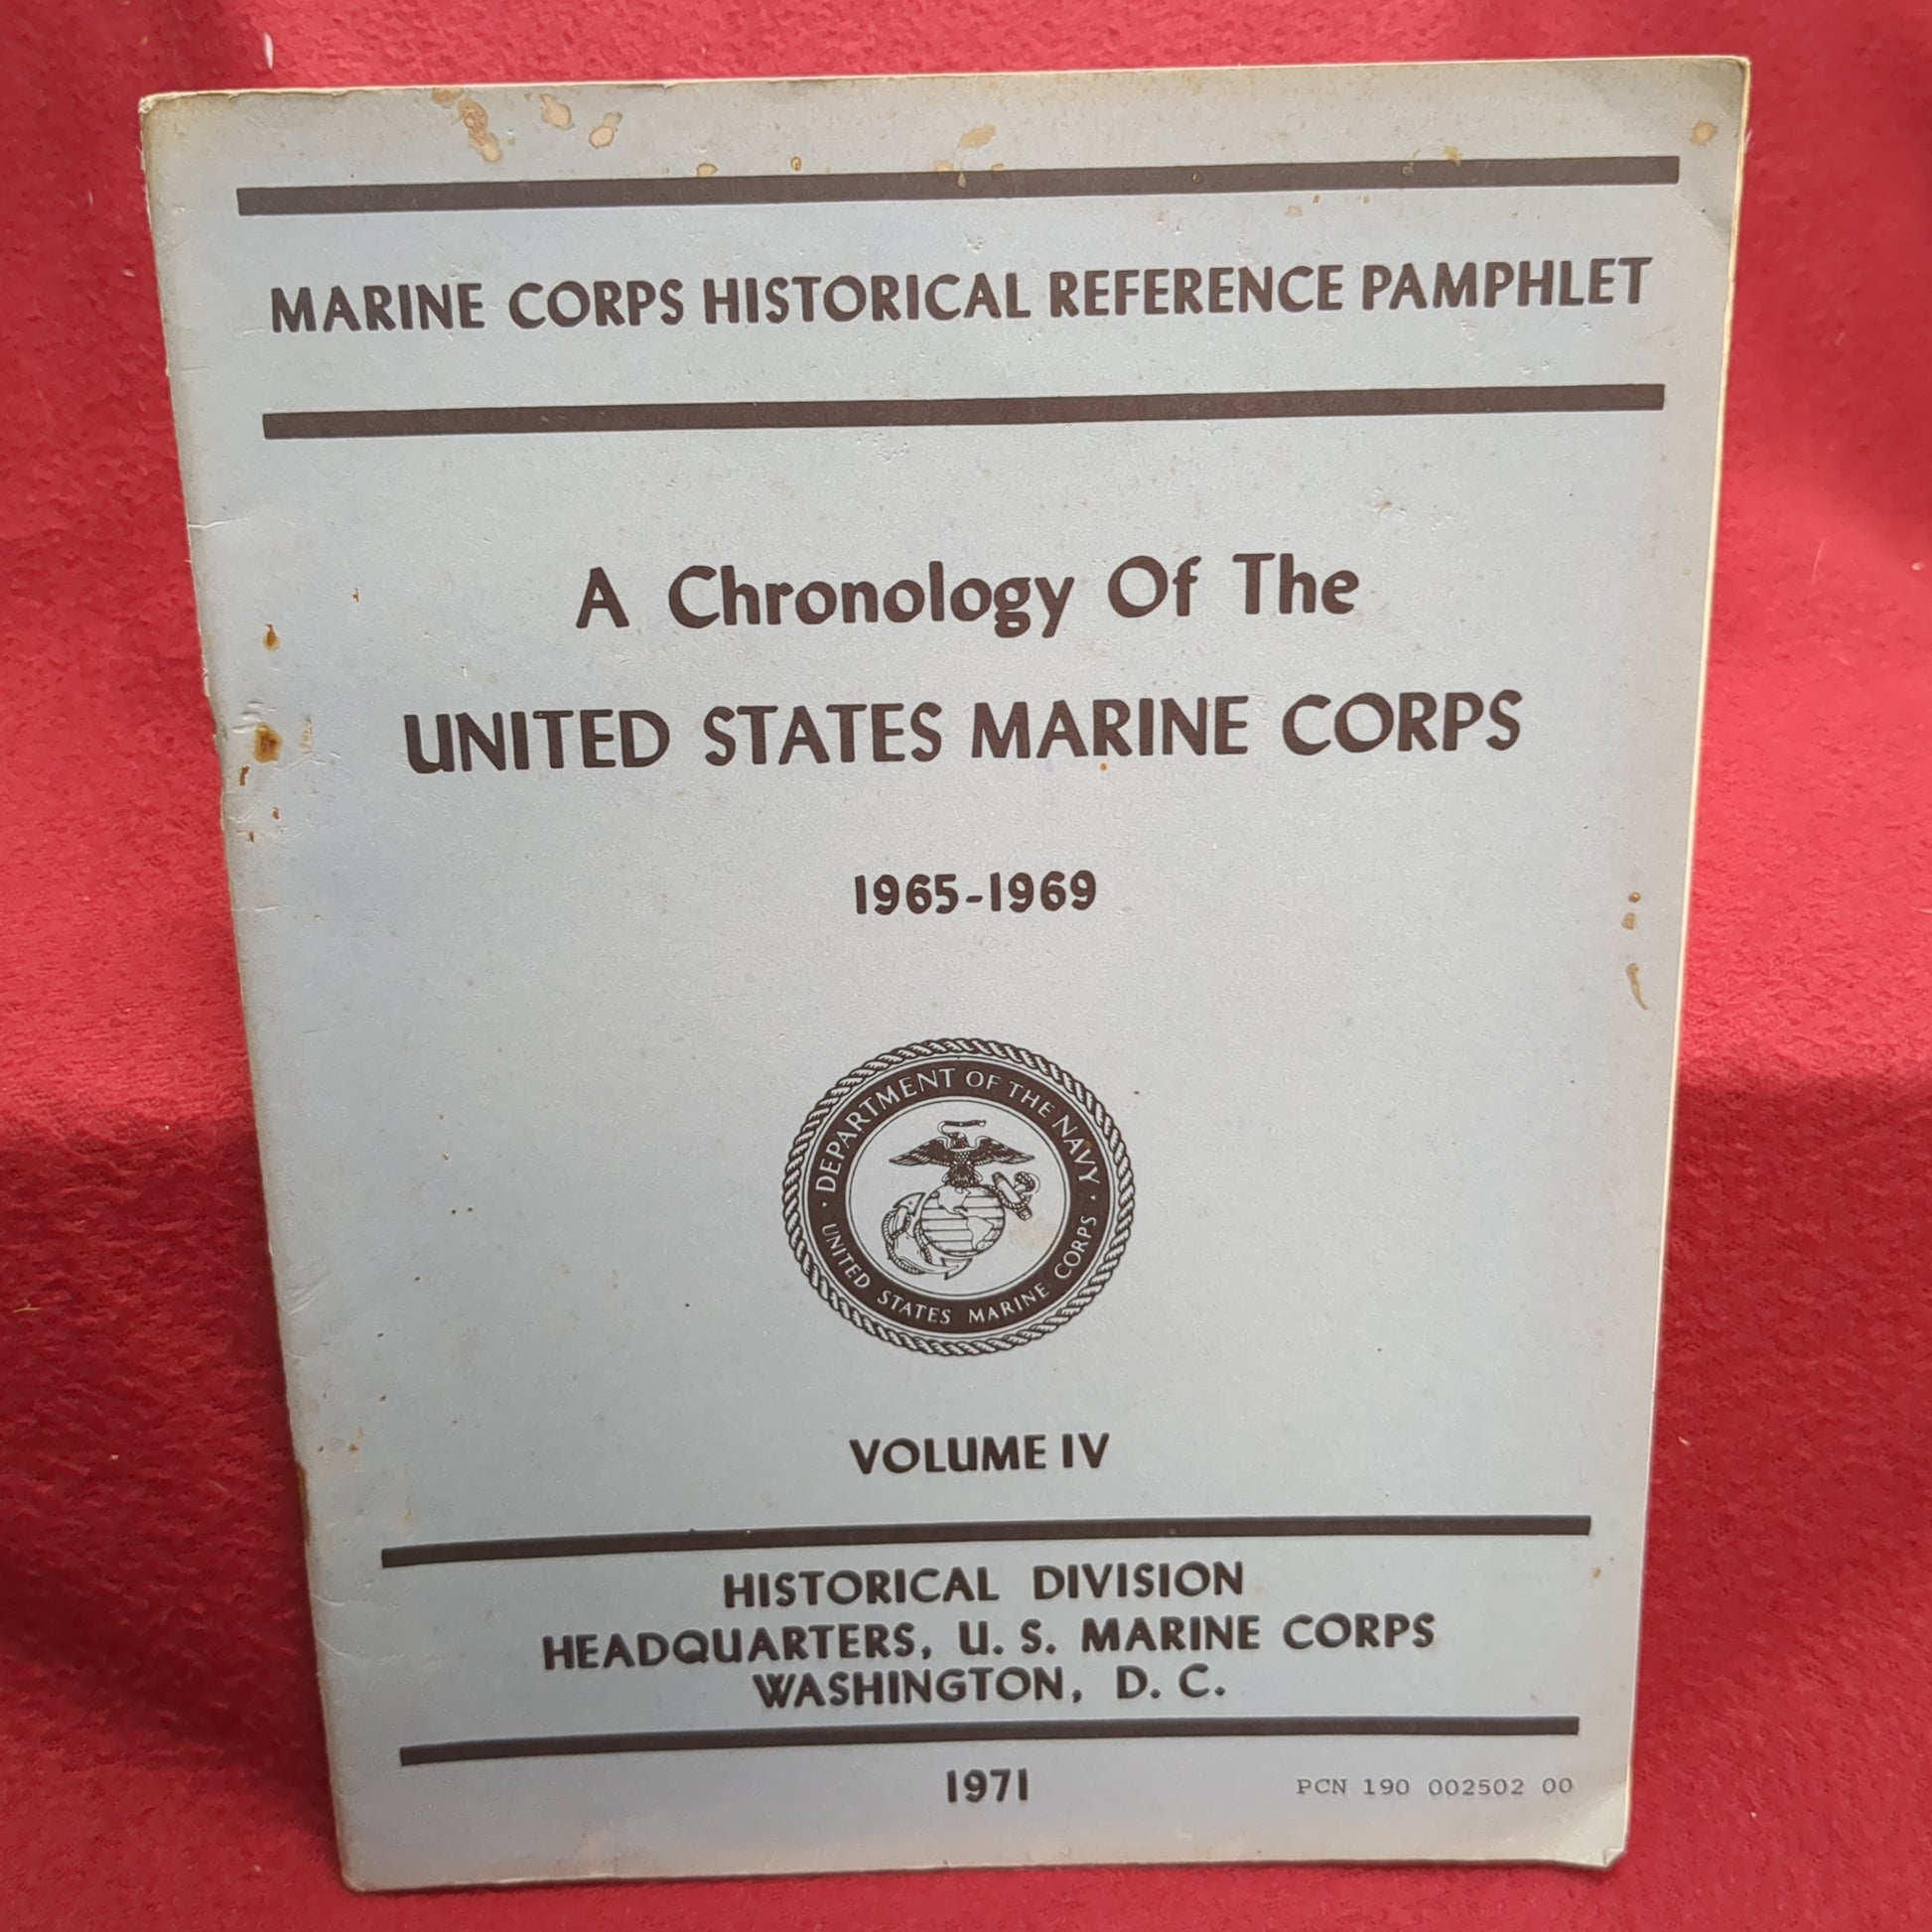 MARINE CORPS HISTORICAL REFERENCE PAMPHLET
A Chronology Of The
UNITED STATES MARINE CORPS
1965-1969
DEPARTMENT OF THE NAVY
· UNITED STATES MARINE CORPS ·
VOLUME IV
HISTORICAL DIVISION
HEADQUARTERS, U. S. MARINE CORPS
WASHINGTON, D. C.
1971
PCN 190 002502 00